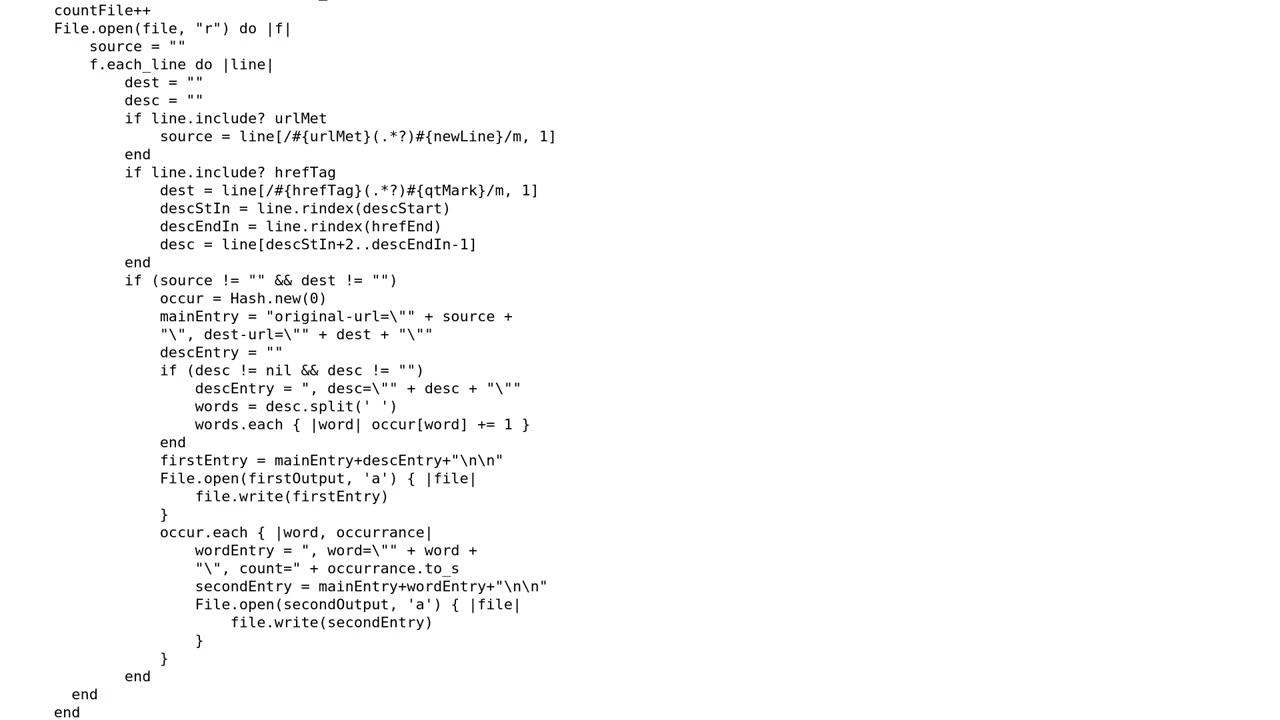 countFile++
File.open(file, "r") do |f|
    source = ""
    f.each_line do |line|
        dest = ""
        desc = ""
        if line.include? urlMet
            source = line[/#{urlMet}(.*?)#{newLine}/m, 1]
        end
        if line.include? hrefTag
            dest = line[/#{hrefTag}(.*?)#{qtMark}/m, 1]
            descStIn = line.rindex(descStart)
            descEndIn = line.rindex(hrefEnd)
            desc = line[descStIn+2..descEndIn-1]
        end
        if (source != "" && dest != "")
            occur = Hash.new(0)
            mainEntry = "original-url=\"" + source +
            "\", dest-url=\"" + dest + "\""
            descEntry = ""
            if (desc != nil && desc != "")
                descEntry = ", desc=\"" + desc + "\""
                words = desc.split(' ')
                words.each { |word| occur[word] += 1 }
            end
            firstEntry = mainEntry+descEntry+"\n\n"
            File.open(firstOutput, 'a') { |file|
                file.write(firstEntry)
            }
            occur.each { |word, occurrance|
                wordEntry = ", word=\"" + word +
                "\", count=" + occurrance.to_s
                secondEntry = mainEntry+wordEntry+"\n\n"
                File.open(secondOutput, 'a') { |file|
                    file.write(secondEntry)
                }
            }
        end
  end
end